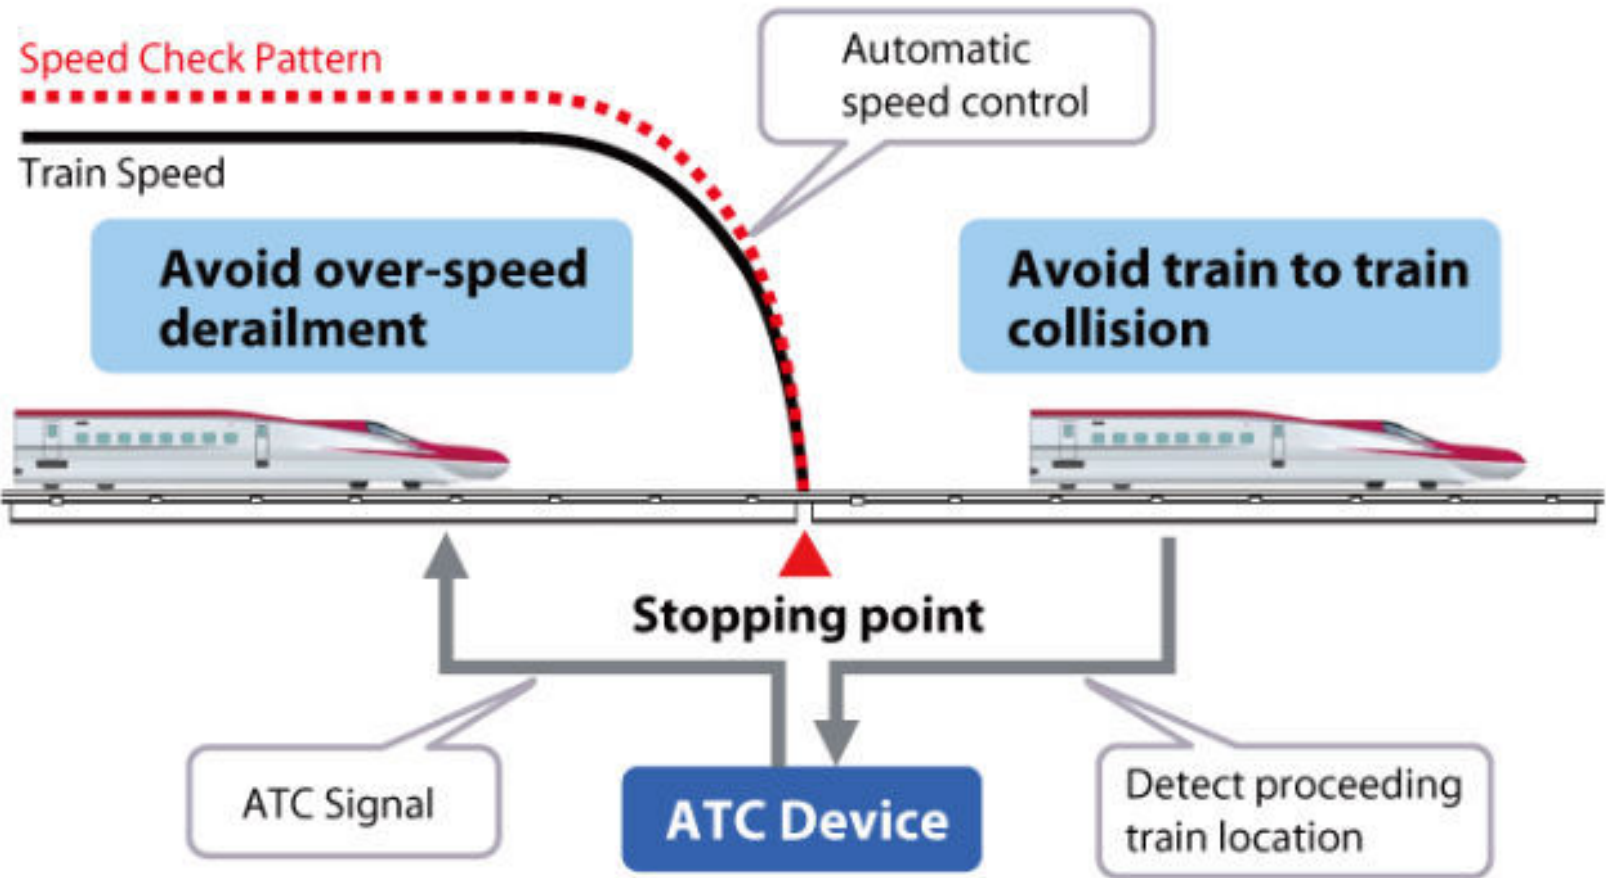 Speed Check Pattern
Train Speed
Automatic
speed control
Avoid over-speed
derailment
Avoid train to train
collision
Stopping point
ATC Signal
ATC Device
Detect proceeding
train location